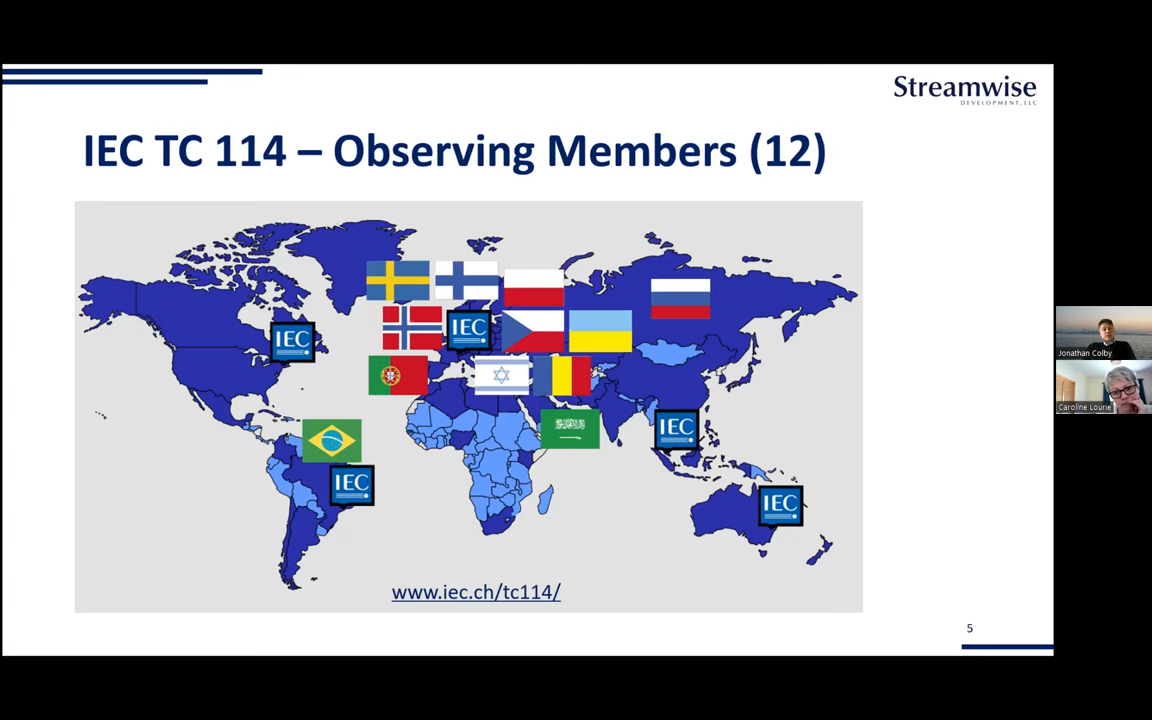 Streamwise
DEVELOPMENT, LLC
IEC TC 114 – Observing Members (12)
IEC
IEC
IEC
IEC
IEC
www.iec.ch/tc114/
5
Jonathan Colby
Caroline Lourie